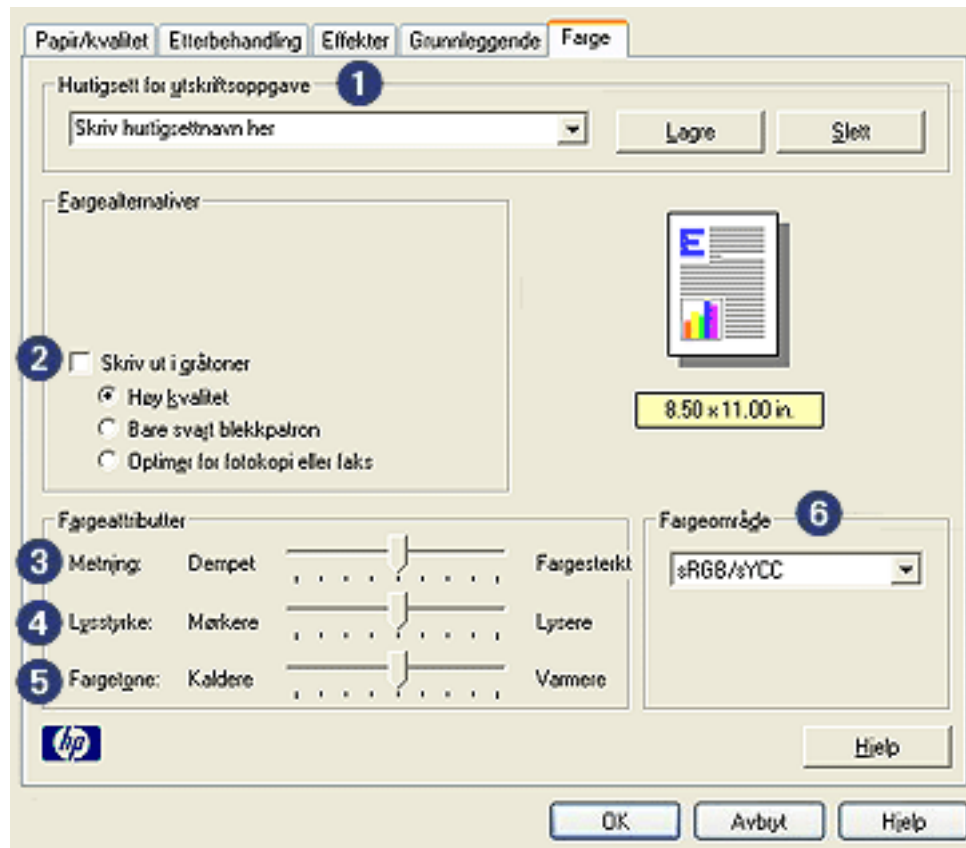 Papir/kvalitet Etterbehandling Effekter Grunnleggende Farge
Hurtigsett for utskriftsoppgave 1
Skriv hurtigsettnavn her Lagre Slett
Fargealternativer
2 Skriv ut i gråtoner
Høy kvalitet
Bare svart blekkpatron
Optimer for fotokopi eller faks
8.50 x 11.00 in.
Fargeattributter
3 Metning: Dempet Fargesterkt
4 Lysstyrke: Mørkere Lysere
5 Fargetone: Kaldere Varmere
Fargeområde 6
sRGB/sYCC
hp
Hjelp
OK Avbryt Hjelp